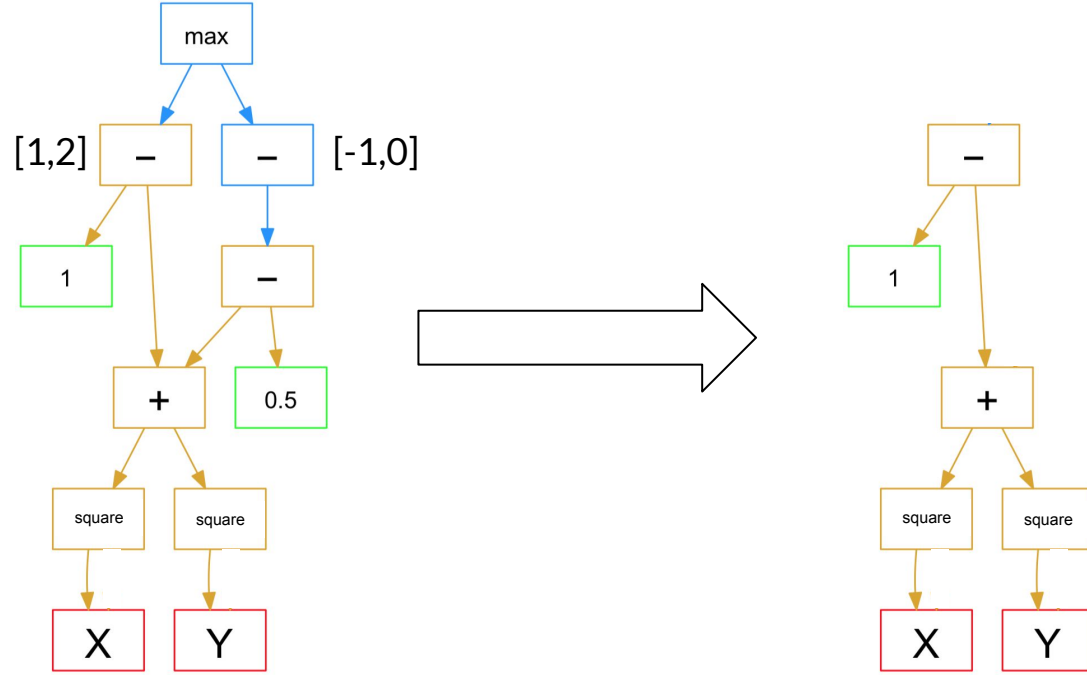 max
[1,2] − − [-1,0]
1 − − 1
+ 0.5 +
square square square square
X Y X Y